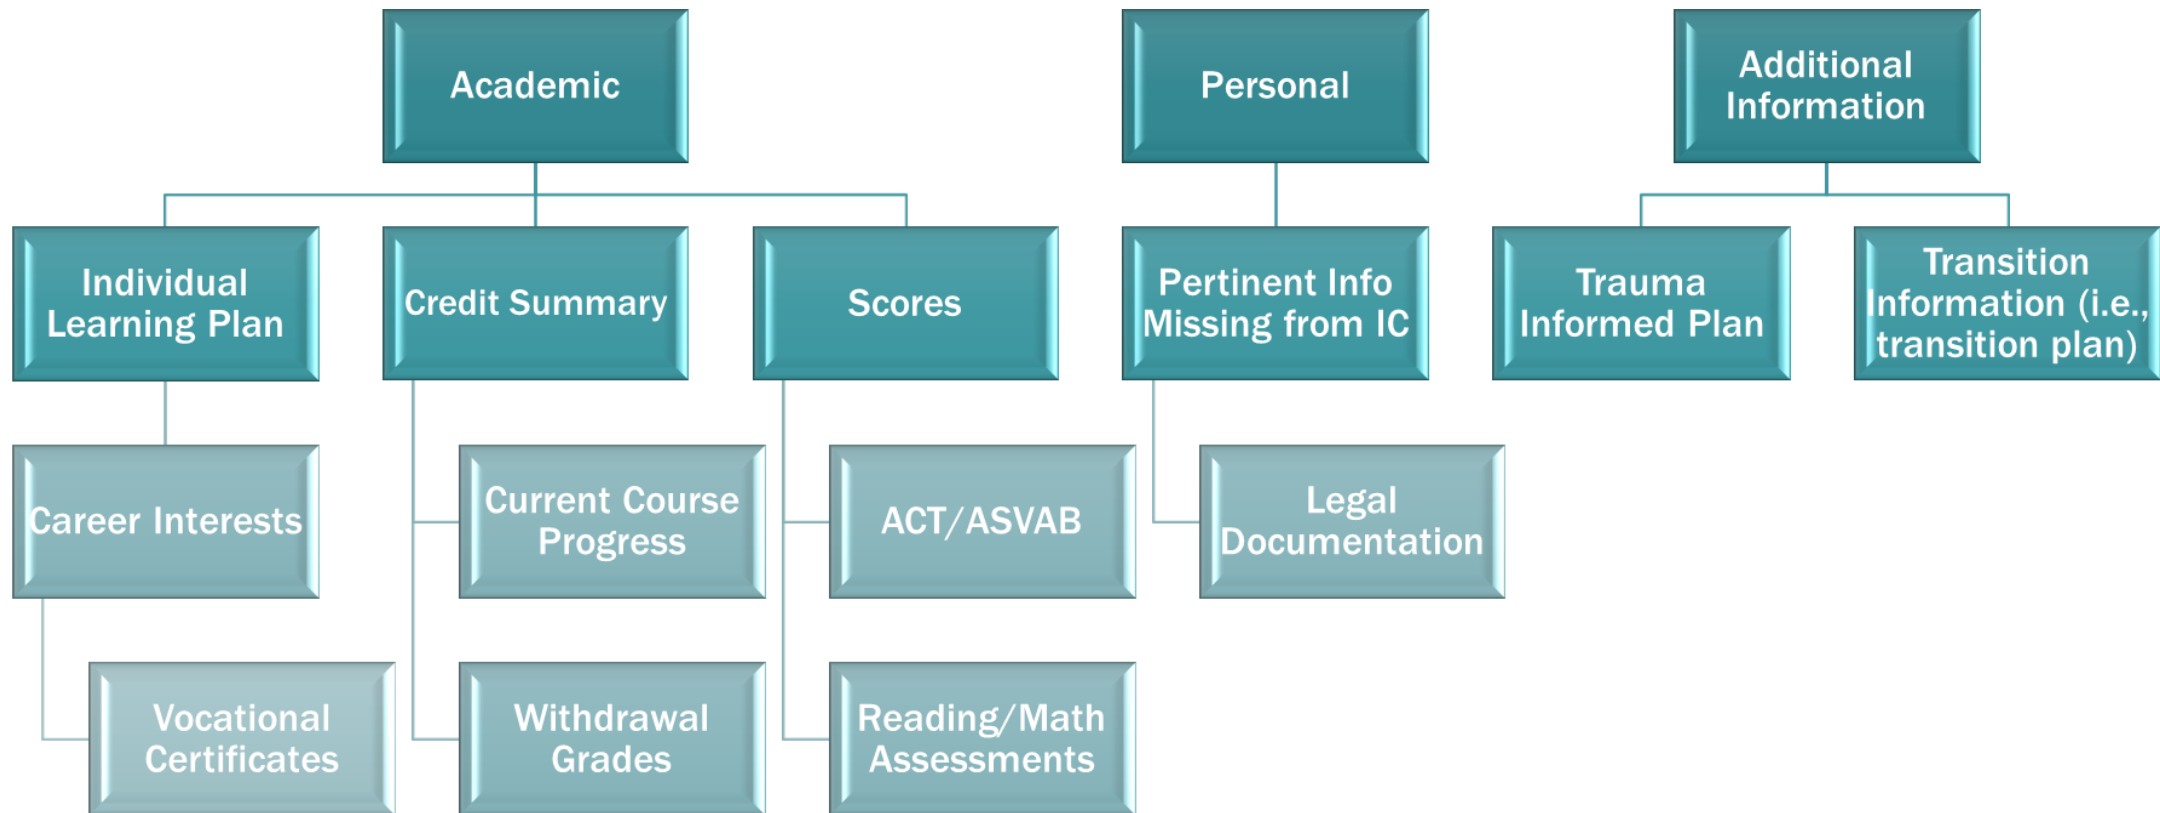 Academic
Personal
Additional
Information
Individual
Learning Plan
Credit Summary
Scores
Pertinent Info
Missing from IC
Trauma
Informed Plan
Transition
Information (i.e.,
transition plan)
Career Interests
Current Course
Progress
ACT/ASVAB
Legal
Documentation
Vocational
Certificates
Withdrawal
Grades
Reading/Math
Assessments